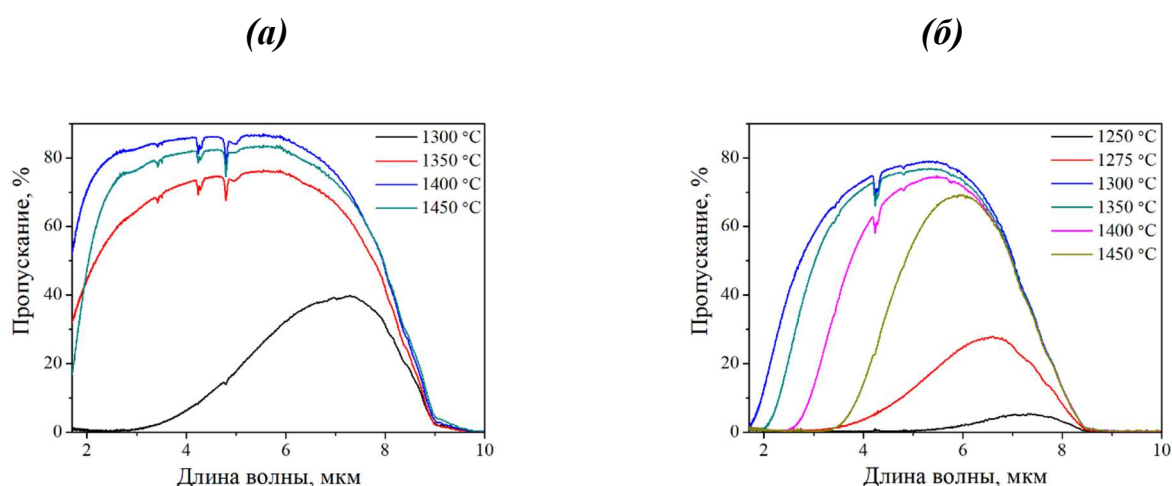 (а)
(б)
Пропускание, %
80
60
40
20
0
2
4
6
8
10
Длина волны, мкм
1300 °C
1350 °C
1400 °C
1450 °C
Пропускание, %
100
80
60
40
20
0
2
4
6
8
10
Длина волны, мкм
1250 °C
1275 °C
1300 °C
1350 °C
1400 °C
1450 °C